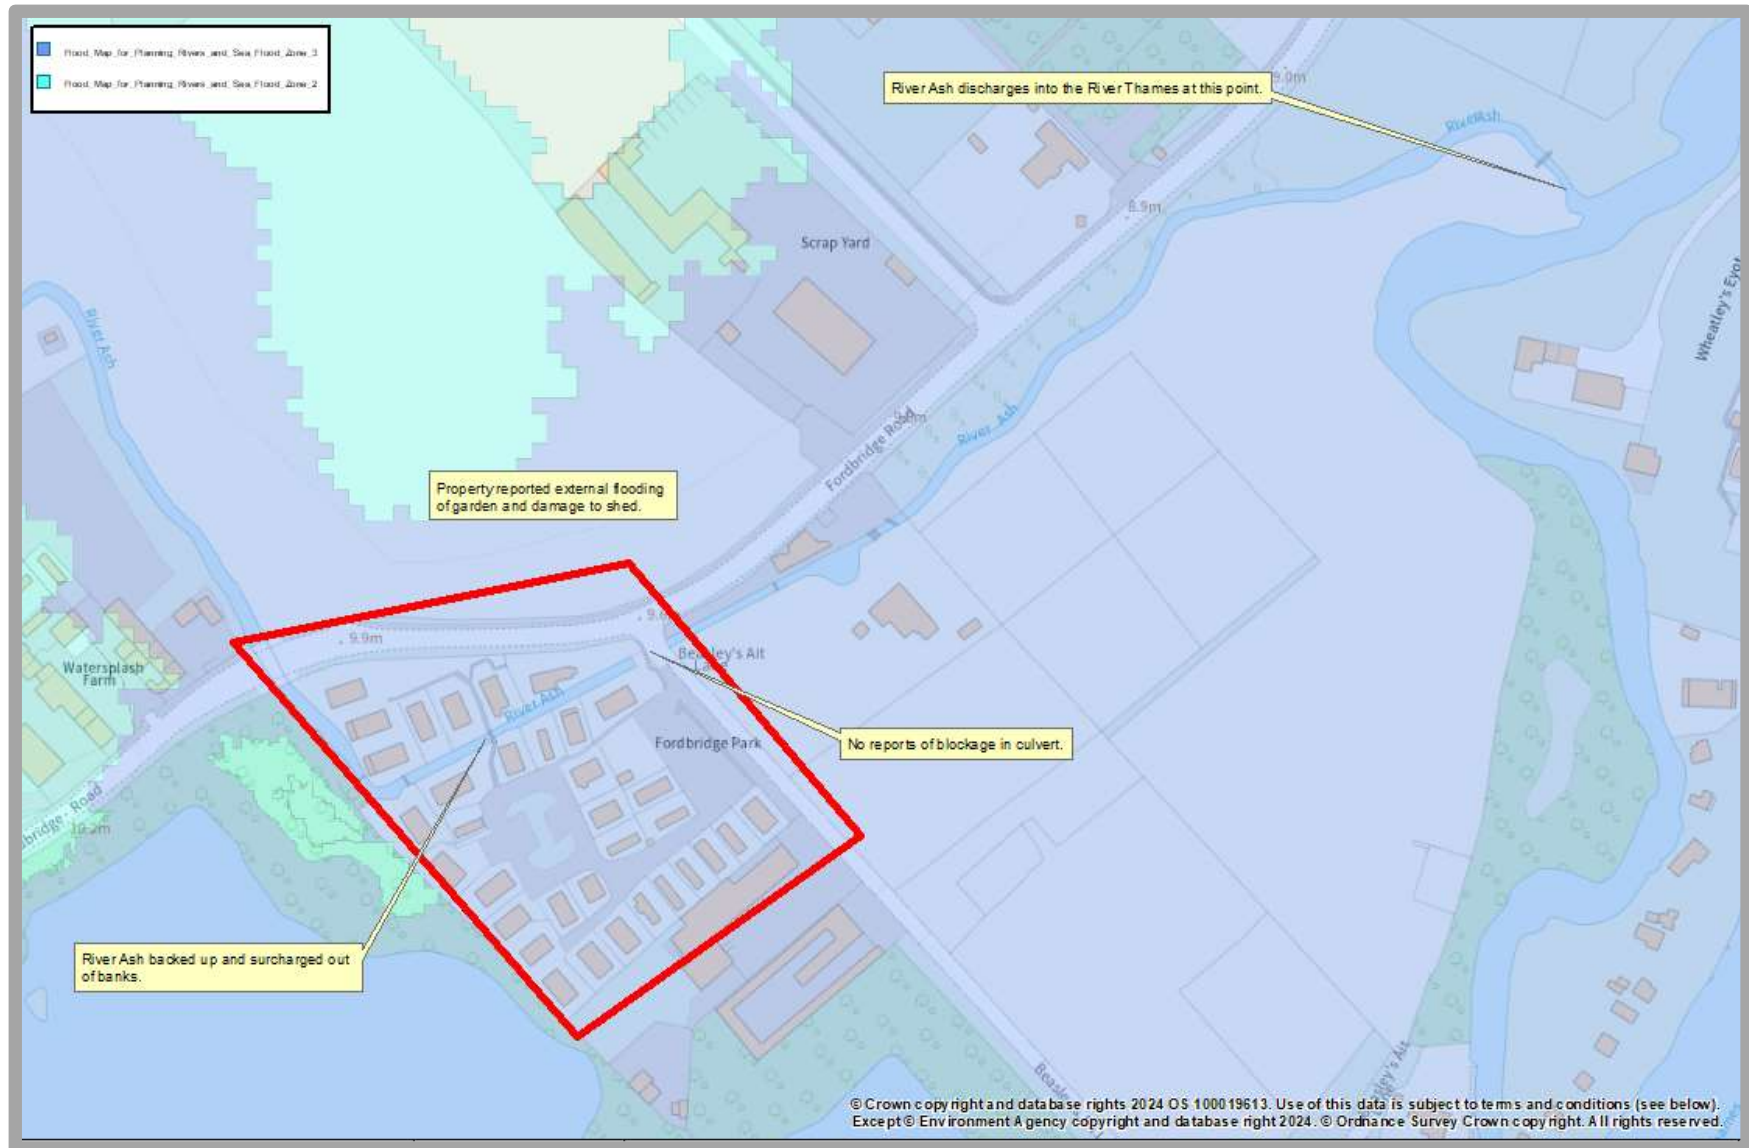 Flood_Map_for_Planning_Rivers_and_Sea_Flood_Zone_3
Flood_Map_for_Planning_Rivers_and_Sea_Flood_Zone_2
River Ash discharges into the River Thames at this point.
9.0m
River Ash
8.9m
Scrap Yard
Wheatley's Eyot
River Ash
Fordbridge Road
River Ash
Property reported external flooding
of garden and damage to shed.
9.9m
Beasley's Ait
Lane
Watersplash
Farm
River Ash
Fordbridge Park
No reports of blockage in culvert.
10.2m
River Ash backed up and surcharged out
of banks.
© Crown copyright and database rights 2024 OS 100019613. Use of this data is subject to terms and conditions (see below).
Except © Environment Agency copyright and database right 2024. © Ordnance Survey Crown copyright. All rights reserved.